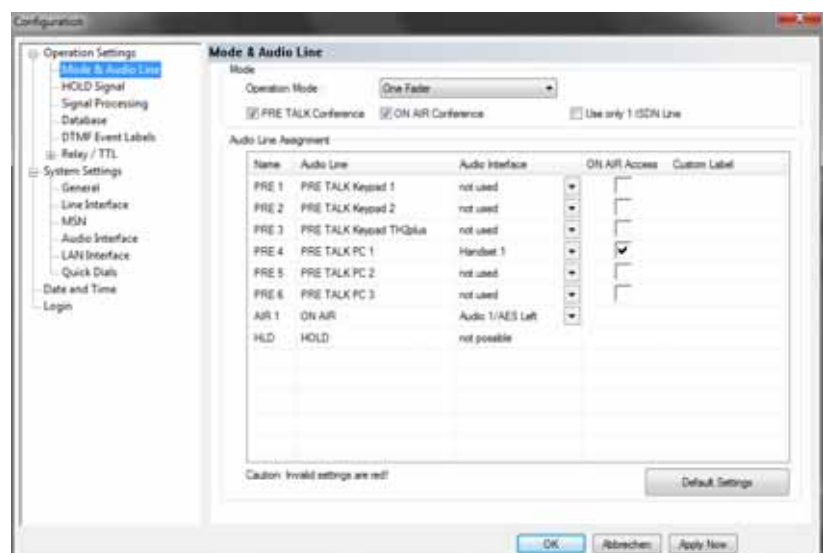 Configuration
Operation Settings
Mode & Audio Line
HOLD Signal
Signal Processing
Database
DTMF Event Labels
Relay / TTL
System Settings
General
Line Interface
MSN
Audio Interface
LAN Interface
Quick Dials
Date and Time
Login
Mode & Audio Line
Mode
Operation Mode One Fader
PRE TALK Conference ON AIR Conference Use only 1 ISDN Line
Audio Line Assignment
Name Audio Line Audio Interface ON AIR Access Custom Label
PRE 1 PRE TALK Keypad 1 not used
PRE 2 PRE TALK Keypad 2 not used
PRE 3 PRE TALK Keypad TH2plus not used
PRE 4 PRE TALK PC 1 Handset 1
PRE 5 PRE TALK PC 2 not used
PRE 6 PRE TALK PC 3 not used
AIR 1 ON AIR Audio 1/AES Left
HLD HOLD not possible
Caution: Invalid settings are red!
Default Settings
OK Abbrechen Apply Now